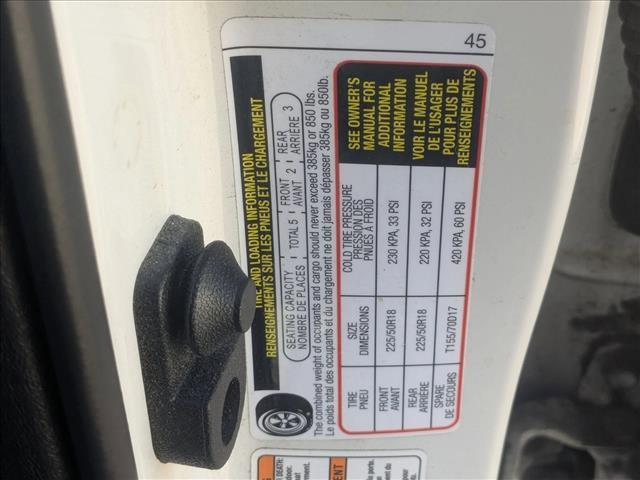 45
TIRE AND LOADING INFORMATION
RENSEIGNEMENTS SUR LES PNEUS ET LE CHARGEMENT
SEATING CAPACITY TOTAL 5 FRONT 2 REAR 3
NOMBRE DE PLACES AVANT ARRIÈRE
The combined weight of occupants and cargo should never exceed 385kg or 850 lbs.
Le poids total des occupants et du chargement ne doit jamais dépasser 385kg ou 850lb.
TIRE SIZE COLD TIRE PRESSURE
PNEU DIMENSIONS PRESSION DES
PNUES À FROID
FRONT 225/50R18 230 KPA, 33 PSI
AVANT
REAR 225/50R18 220 KPA, 32 PSI
ARRIERE
SPARE T155/70D17 420 KPA, 60 PSI
DE SECOURS
SEE OWNER'S
MANUAL FOR
ADDITIONAL
INFORMATION
VOIR LE MANUEL
DE L'USAGER
POUR PLUS DE
RENSEIGNEMENTS